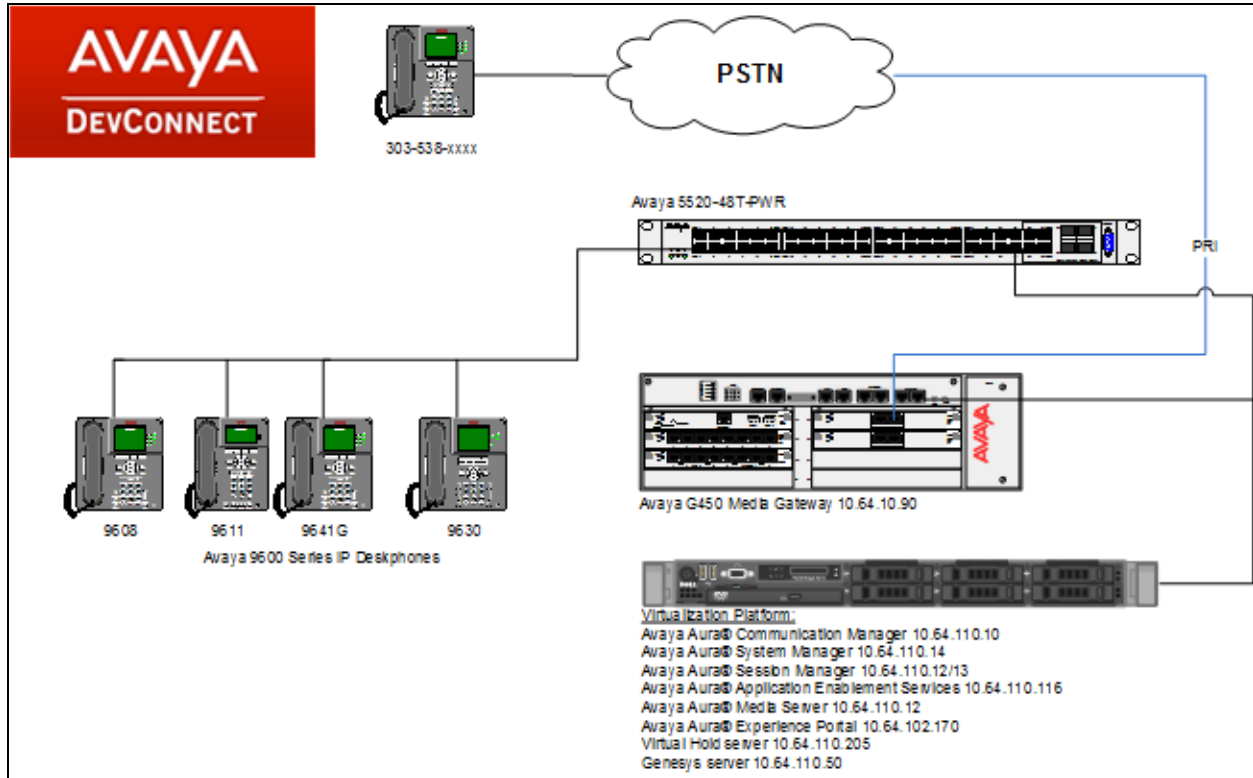 AVAYA
DEVCONNECT
PSTN
303-538-xxxx
Avaya 5520-48T-PWR
PRI
AVAYA
Avaya G450 Media Gateway 10.64.10.90
9608
9611
9641G
9630
Avaya 9600 Series IP Deskphones
DELL
Virtualization Platform:
Avaya Aura® Communication Manager 10.64.110.10
Avaya Aura® System Manager 10.64.110.14
Avaya Aura® Session Manager 10.64.110.12/13
Avaya Aura® Application Enablement Services 10.64.110.116
Avaya Aura® Media Server 10.64.110.12
Avaya Aura® Experience Portal 10.64.102.170
Virtual Hold server 10.64.110.205
Genesys server 10.64.110.50